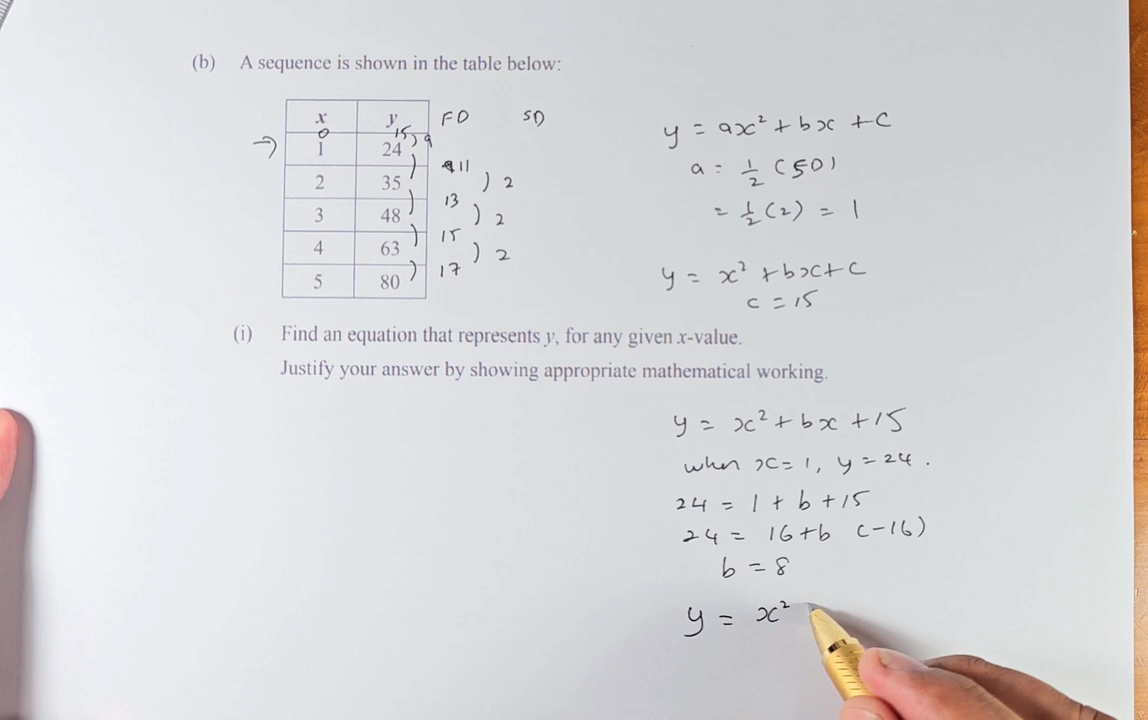 (b) A sequence is shown in the table below:
x y FD SD
0 15 ) 9
→ 1 24 ) 11
2 35 ) 13 ) 2
3 48 ) 15 ) 2
4 63 ) 17 ) 2
5 80
y = ax² + bx + c
a = ½ (SD)
= ½ (2) = 1
y = x² + bx + c
c = 15
(i) Find an equation that represents y, for any given x-value.
Justify your answer by showing appropriate mathematical working.
y = x² + bx + 15
when x = 1, y = 24.
24 = 1 + b + 15
24 = 16 + b (-16)
b = 8
y = x²